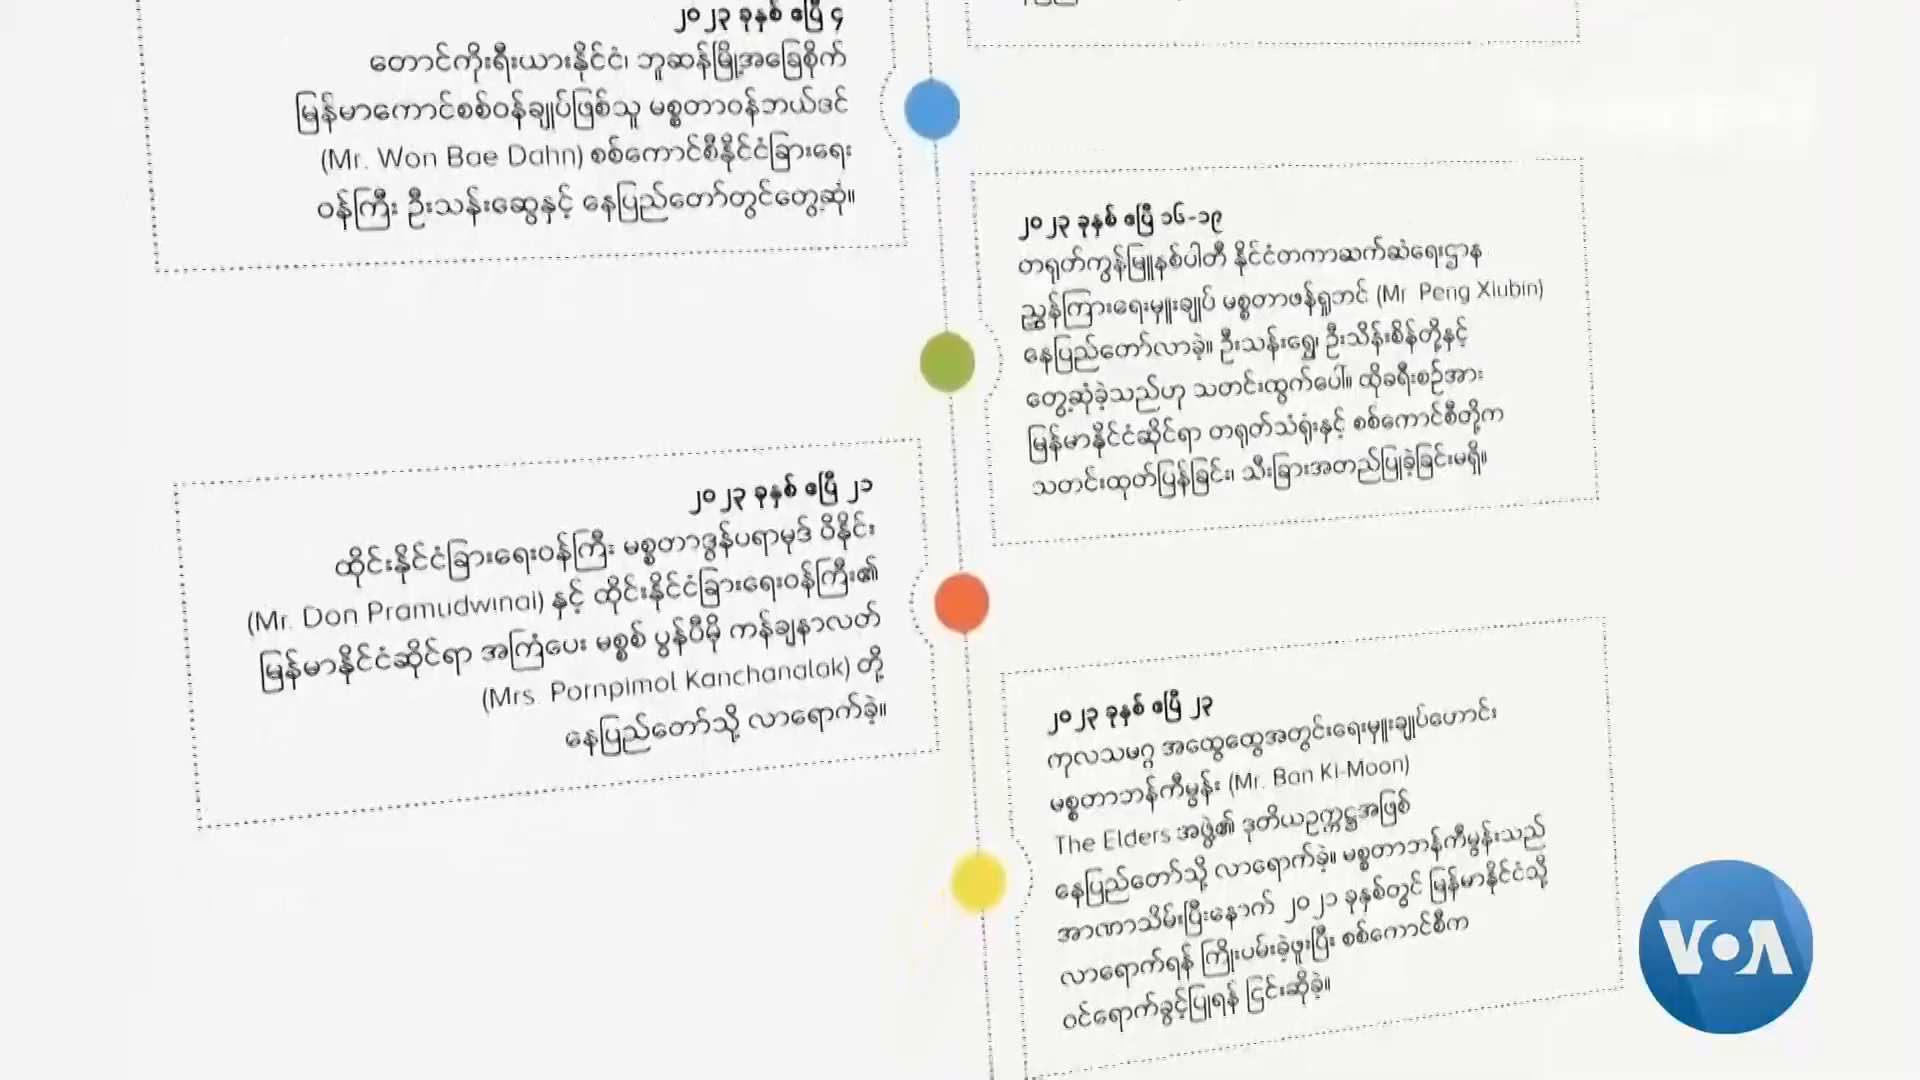 ၂၀၂၃ ခုနှစ် ဧပြီ ၄
တောင်ကိုးရီးယားနိုင်ငံ၊ ဘူဆန်မြို့အခြေစိုက်
မြန်မာကောင်စစ်ဝန်ချုပ်ဖြစ်သူ မစ္စတာဝန်ဘယ်ဒင်
(Mr. Won Bae Dahn) စစ်ကောင်စီနိုင်ငံခြားရေး
ဝန်ကြီး ဦးသန်းဆွေနှင့် နေပြည်တော်တွင်တွေ့ဆုံ။
၂၀၂၃ ခုနှစ် ဧပြီ ၁၆-၁၉
တရုတ်ကွန်မြူနစ်ပါတီ နိုင်ငံတကာဆက်ဆံရေးဌာန
ညွှန်ကြားရေးမှူးချုပ် မစ္စတာဖန်ရှူဘင် (Mr. Peng Xiubin)
နေပြည်တော်လာခဲ့။ ဦးသန်းရွှေ၊ ဦးသိန်းစိန်တို့နှင့်
တွေ့ဆုံခဲ့သည်ဟု သတင်းထွက်ပေါ်။ ထိုခရီးစဉ်အား
မြန်မာနိုင်ငံဆိုင်ရာ တရုတ်သံရုံးနှင့် စစ်ကောင်စီတို့က
သတင်းထုတ်ပြန်ခြင်း၊ သီးခြားအတည်ပြုခဲ့ခြင်းမရှိ။
၂၀၂၃ ခုနှစ် ဧပြီ ၂၁
ထိုင်းနိုင်ငံခြားရေးဝန်ကြီး မစ္စတာဒွန်ပရာမုဒ် ဝိနိုင်း
(Mr. Don Pramudwinai) နှင့် ထိုင်းနိုင်ငံခြားရေးဝန်ကြီး၏
မြန်မာနိုင်ငံဆိုင်ရာ အကြံပေး မစ္စစ် ပွန်ပီမို ကန်ချနာလတ်
(Mrs. Pornpimol Kanchanalak) တို့
နေပြည်တော်သို့ လာရောက်ခဲ့။
၂၀၂၃ ခုနှစ် ဧပြီ ၂၃
ကုလသမဂ္ဂ အထွေထွေအတွင်းရေးမှူးချုပ်ဟောင်း
မစ္စတာဘန်ကီမွန်း (Mr. Ban Ki-Moon)
The Elders အဖွဲ့၏ ဒုတိယဥက္ကဋ္ဌအဖြစ်
နေပြည်တော်သို့ လာရောက်ခဲ့။ မစ္စတာဘန်ကီမွန်းသည်
အာဏာသိမ်းပြီးနောက် ၂၀၂၁ ခုနှစ်တွင် မြန်မာနိုင်ငံသို့
လာရောက်ရန် ကြိုးပမ်းခဲ့ဖူးပြီး စစ်ကောင်စီက
ဝင်ရောက်ခွင့်ပြုရန် ငြင်းဆိုခဲ့။
VOA